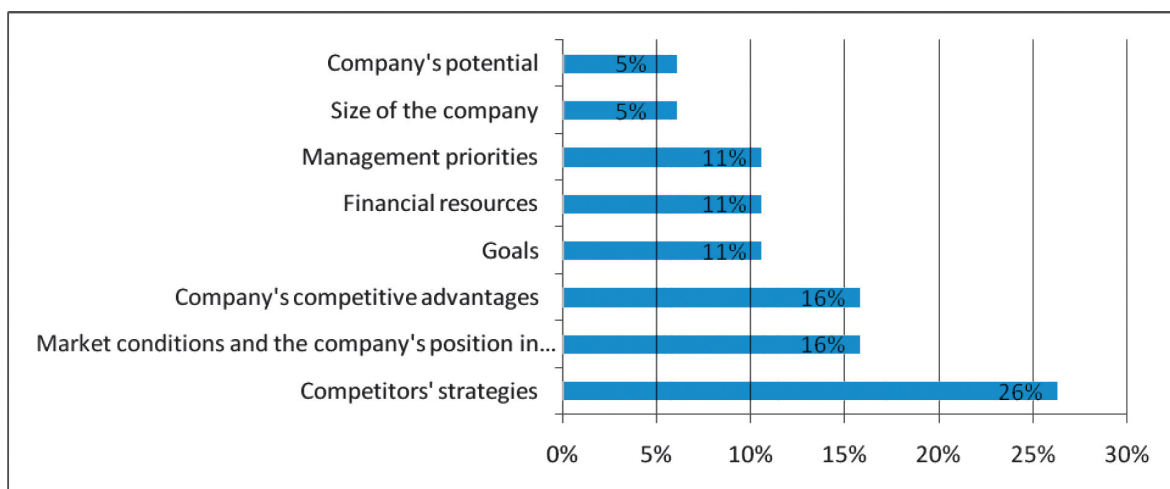 Company's potential 5%
Size of the company 5%
Management priorities 11%
Financial resources 11%
Goals 11%
Company's competitive advantages 16%
Market conditions and the company's position in... 16%
Competitors' strategies 26%
0% 5% 10% 15% 20% 25% 30%